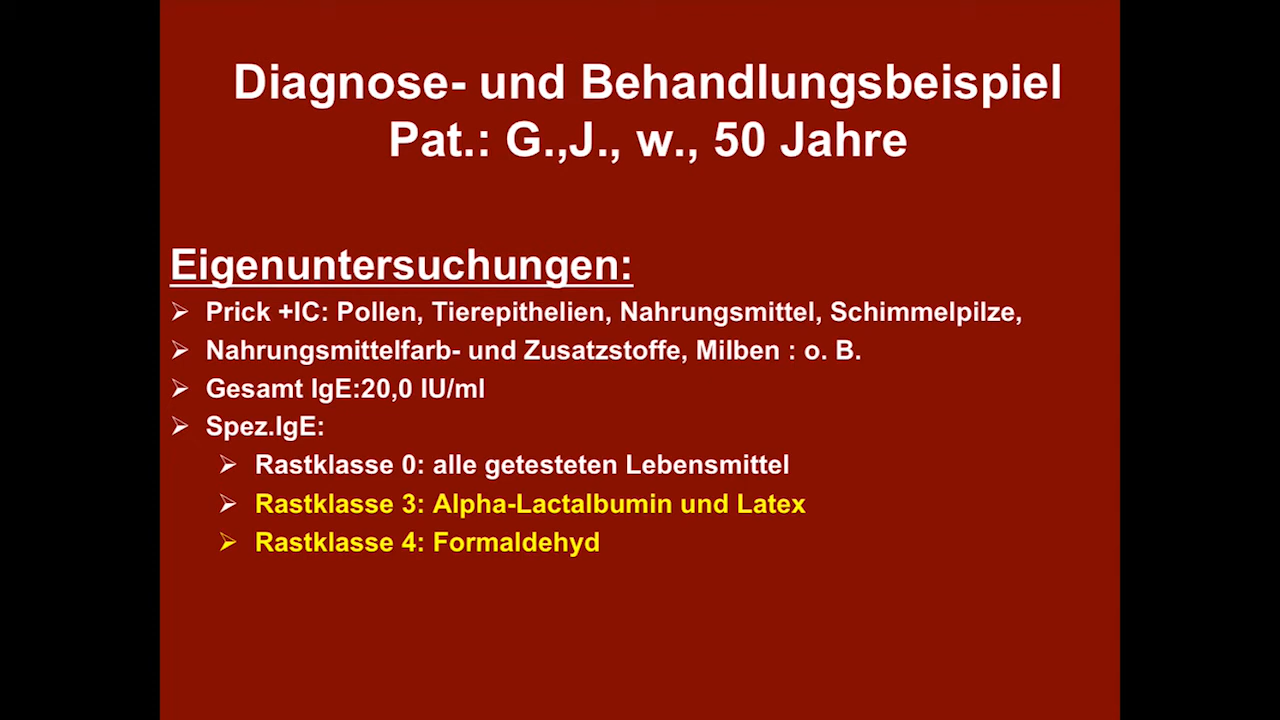 Diagnose- und Behandlungsbeispiel
Pat.: G.,J., w., 50 Jahre
Eigenuntersuchungen:
Prick +IC: Pollen, Tierepithelien, Nahrungsmittel, Schimmelpilze,
Nahrungsmittelfarb- und Zusatzstoffe, Milben : o. B.
Gesamt IgE:20,0 IU/ml
Spez.IgE:
Rastklasse 0: alle getesteten Lebensmittel
Rastklasse 3: Alpha-Lactalbumin und Latex
Rastklasse 4: Formaldehyd